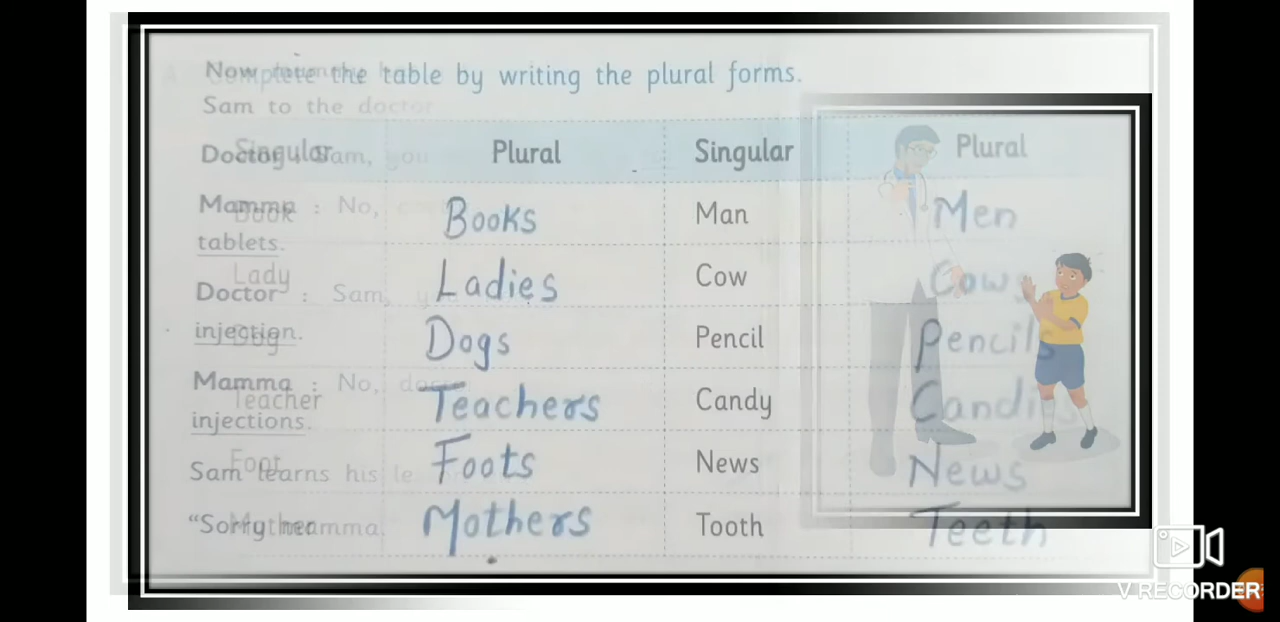 Complete the table by writing the plural forms.
Now
Sam to the doctor
Singular Plural Singular Plural
Doctor : Sam, you
Book Books Man Men
Mamma : No,
tablets.
Lady Ladies Cow Cows
Doctor : Sam, y
injection.
Dog Dogs Pencil Pencils
Mamma : No, doc
Teacher Teachers Candy Candies
injections.
Foot Foots News News
Sam learns his le
Mother Mothers Tooth Teeth
"Sorry mamma.
V RECORDER